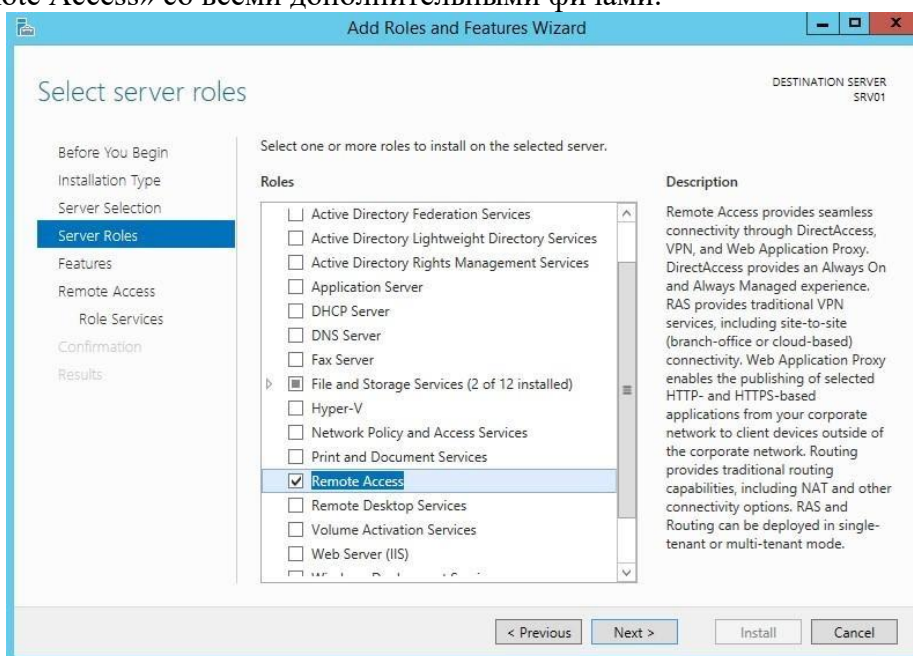 ote Access» со всеми дополнительными фичами:
Add Roles and Features Wizard
Select server roles
DESTINATION SERVER
SRV01
Before You Begin
Installation Type
Server Selection
Server Roles
Features
Remote Access
Role Services
Confirmation
Results
Select one or more roles to install on the selected server.
Roles
Active Directory Federation Services
Active Directory Lightweight Directory Services
Active Directory Rights Management Services
Application Server
DHCP Server
DNS Server
Fax Server
File and Storage Services (2 of 12 installed)
Hyper-V
Network Policy and Access Services
Print and Document Services
Remote Access
Remote Desktop Services
Volume Activation Services
Web Server (IIS)
Description
Remote Access provides seamless
connectivity through DirectAccess,
VPN, and Web Application Proxy.
DirectAccess provides an Always On
and Always Managed experience.
RAS provides traditional VPN
services, including site-to-site
(branch-office or cloud-based)
connectivity. Web Application Proxy
enables the publishing of selected
HTTP- and HTTPS-based
applications from your corporate
network to client devices outside of
the corporate network. Routing
provides traditional routing
capabilities, including NAT and other
connectivity options. RAS and
Routing can be deployed in single-
tenant or multi-tenant mode.
< Previous
Next >
Install
Cancel